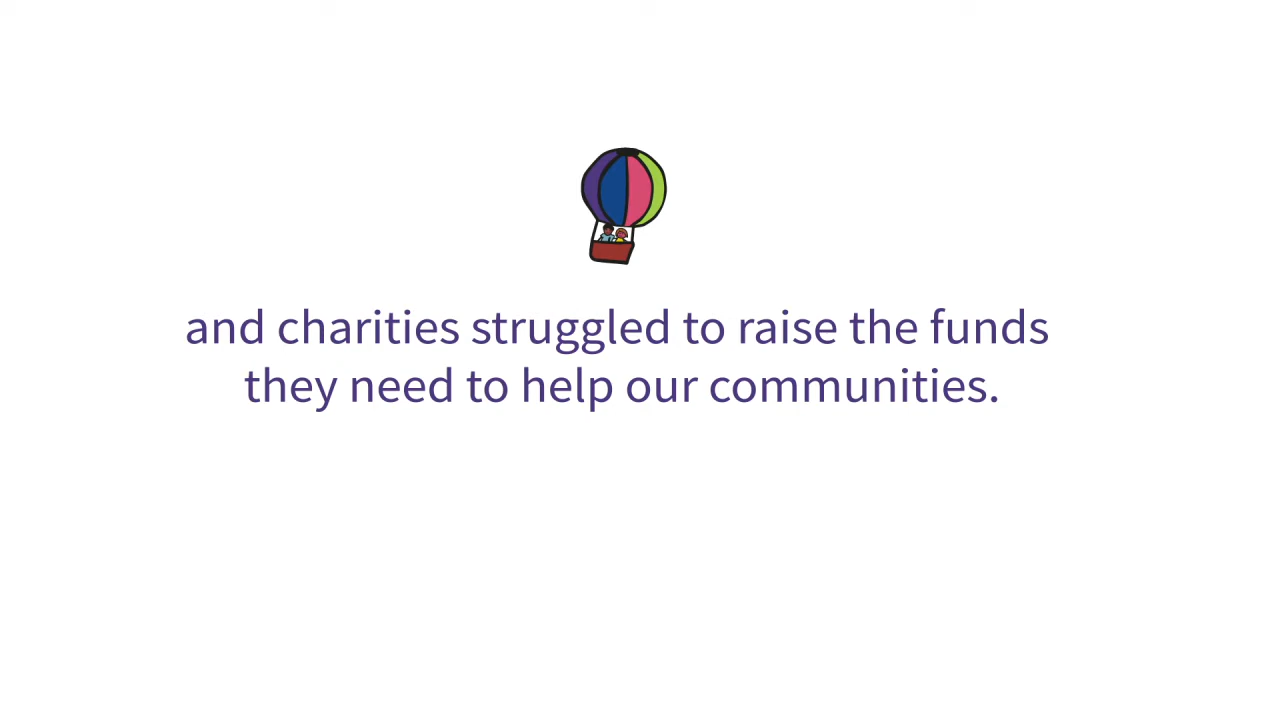 and charities struggled to raise the funds
they need to help our communities.